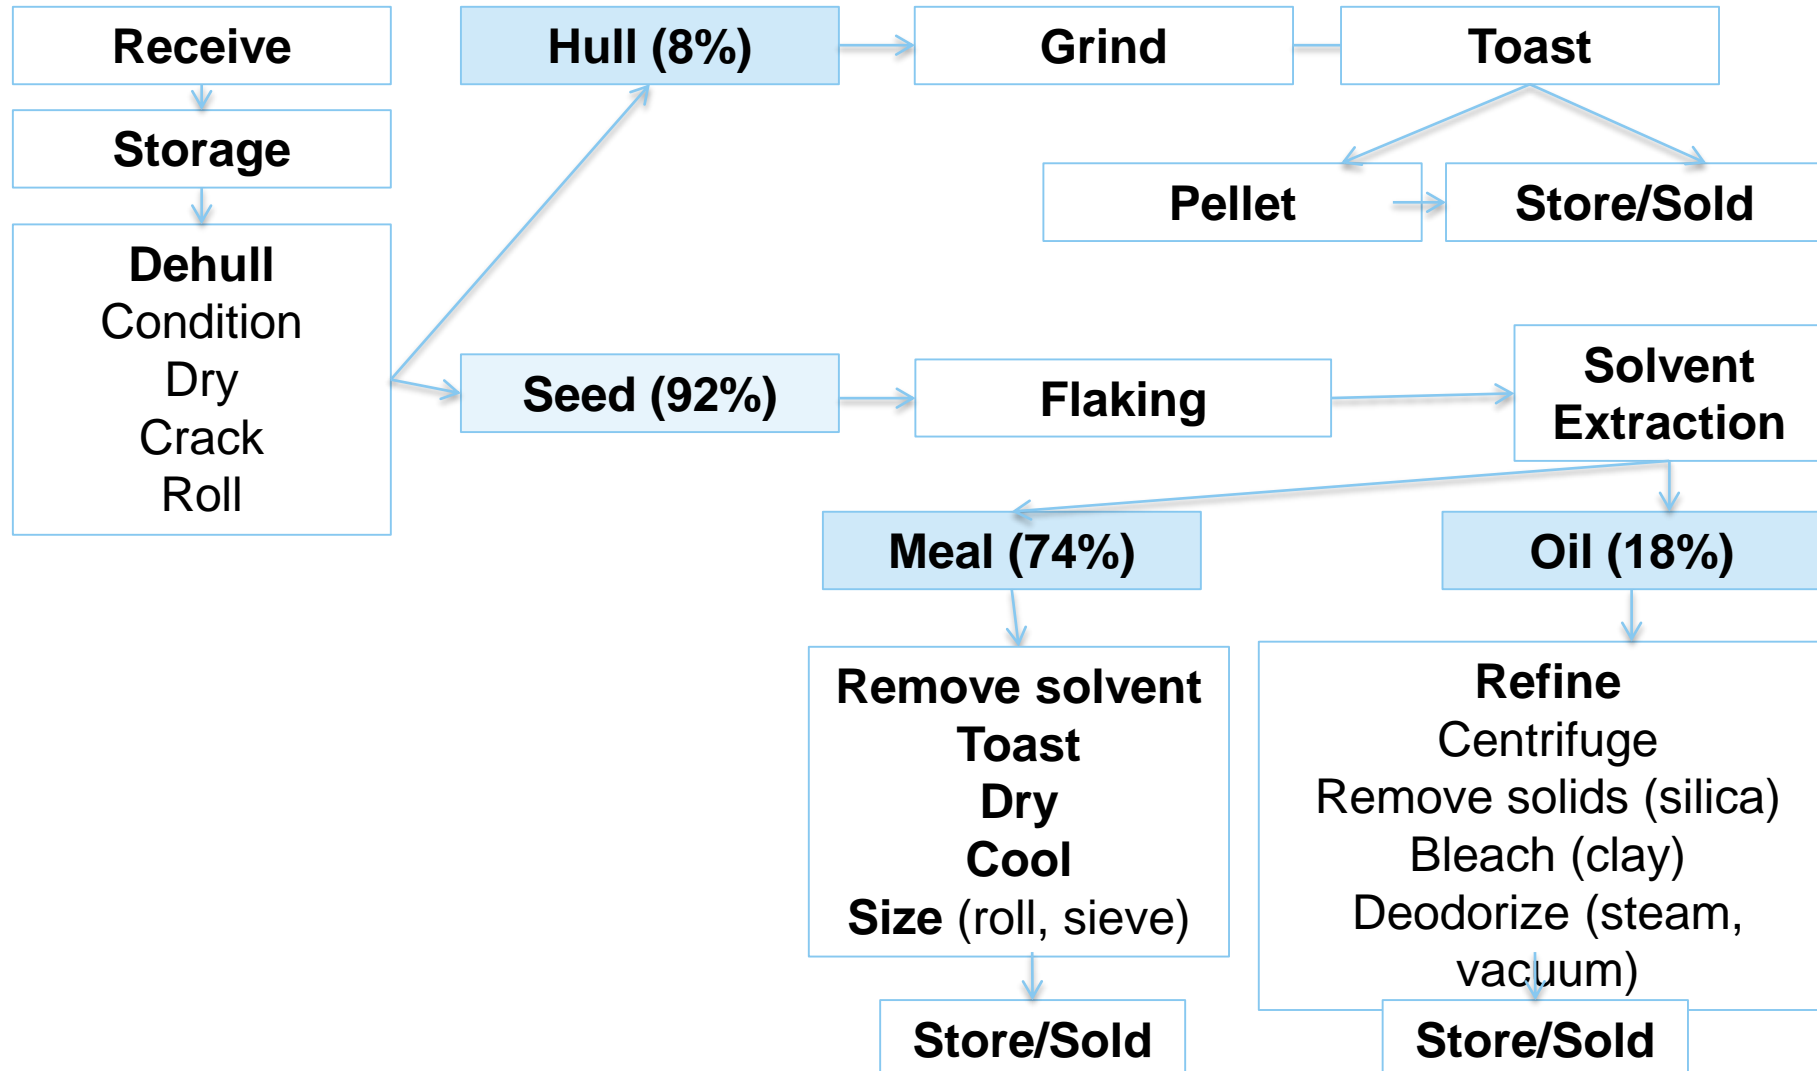 Receive
Storage
Dehull
Condition
Dry
Crack
Roll
Hull (8%)
Grind
Toast
Pellet
Store/Sold
Seed (92%)
Flaking
Solvent
Extraction
Meal (74%)
Remove solvent
Toast
Dry
Cool
Size (roll, sieve)
Store/Sold
Oil (18%)
Refine
Centrifuge
Remove solids (silica)
Bleach (clay)
Deodorize (steam,
vacuum)
Store/Sold